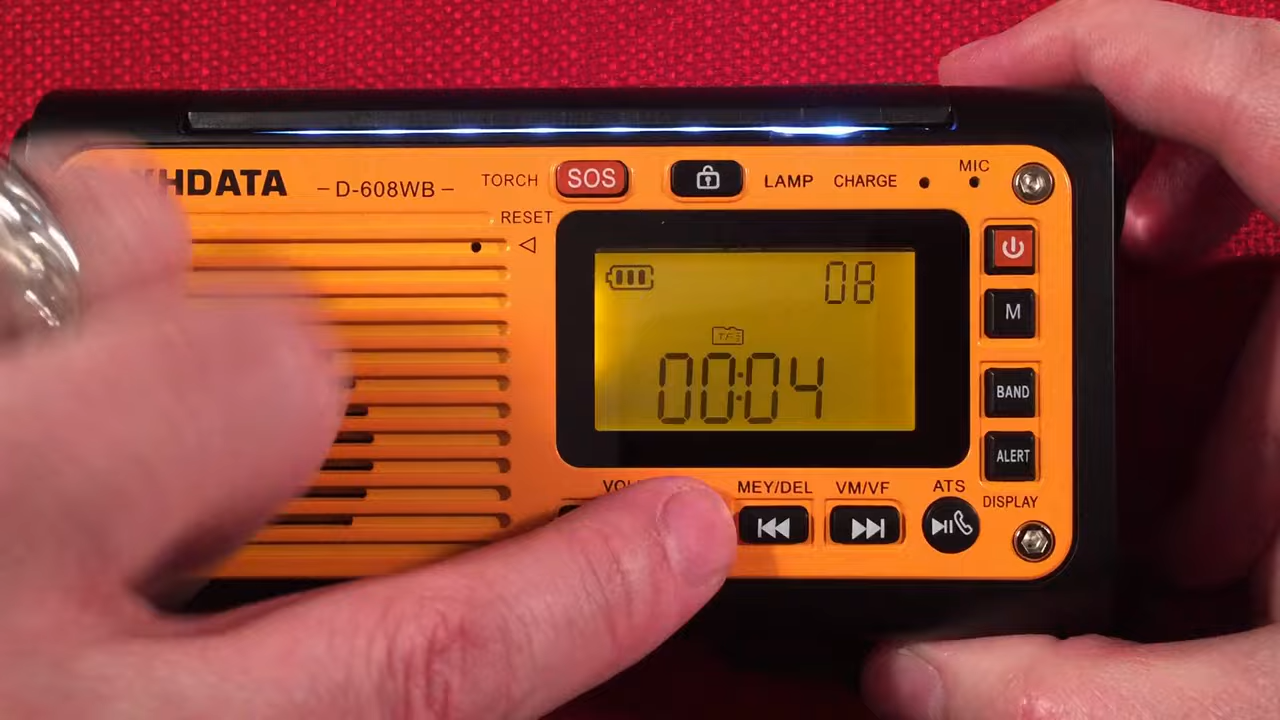 HDATA
–D-608WB–
TORCH
SOS
LAMP
CHARGE
MIC
RESET
08
TF
00:04
M
BAND
ALERT
MEY/DEL
VM/VF
ATS
DISPLAY